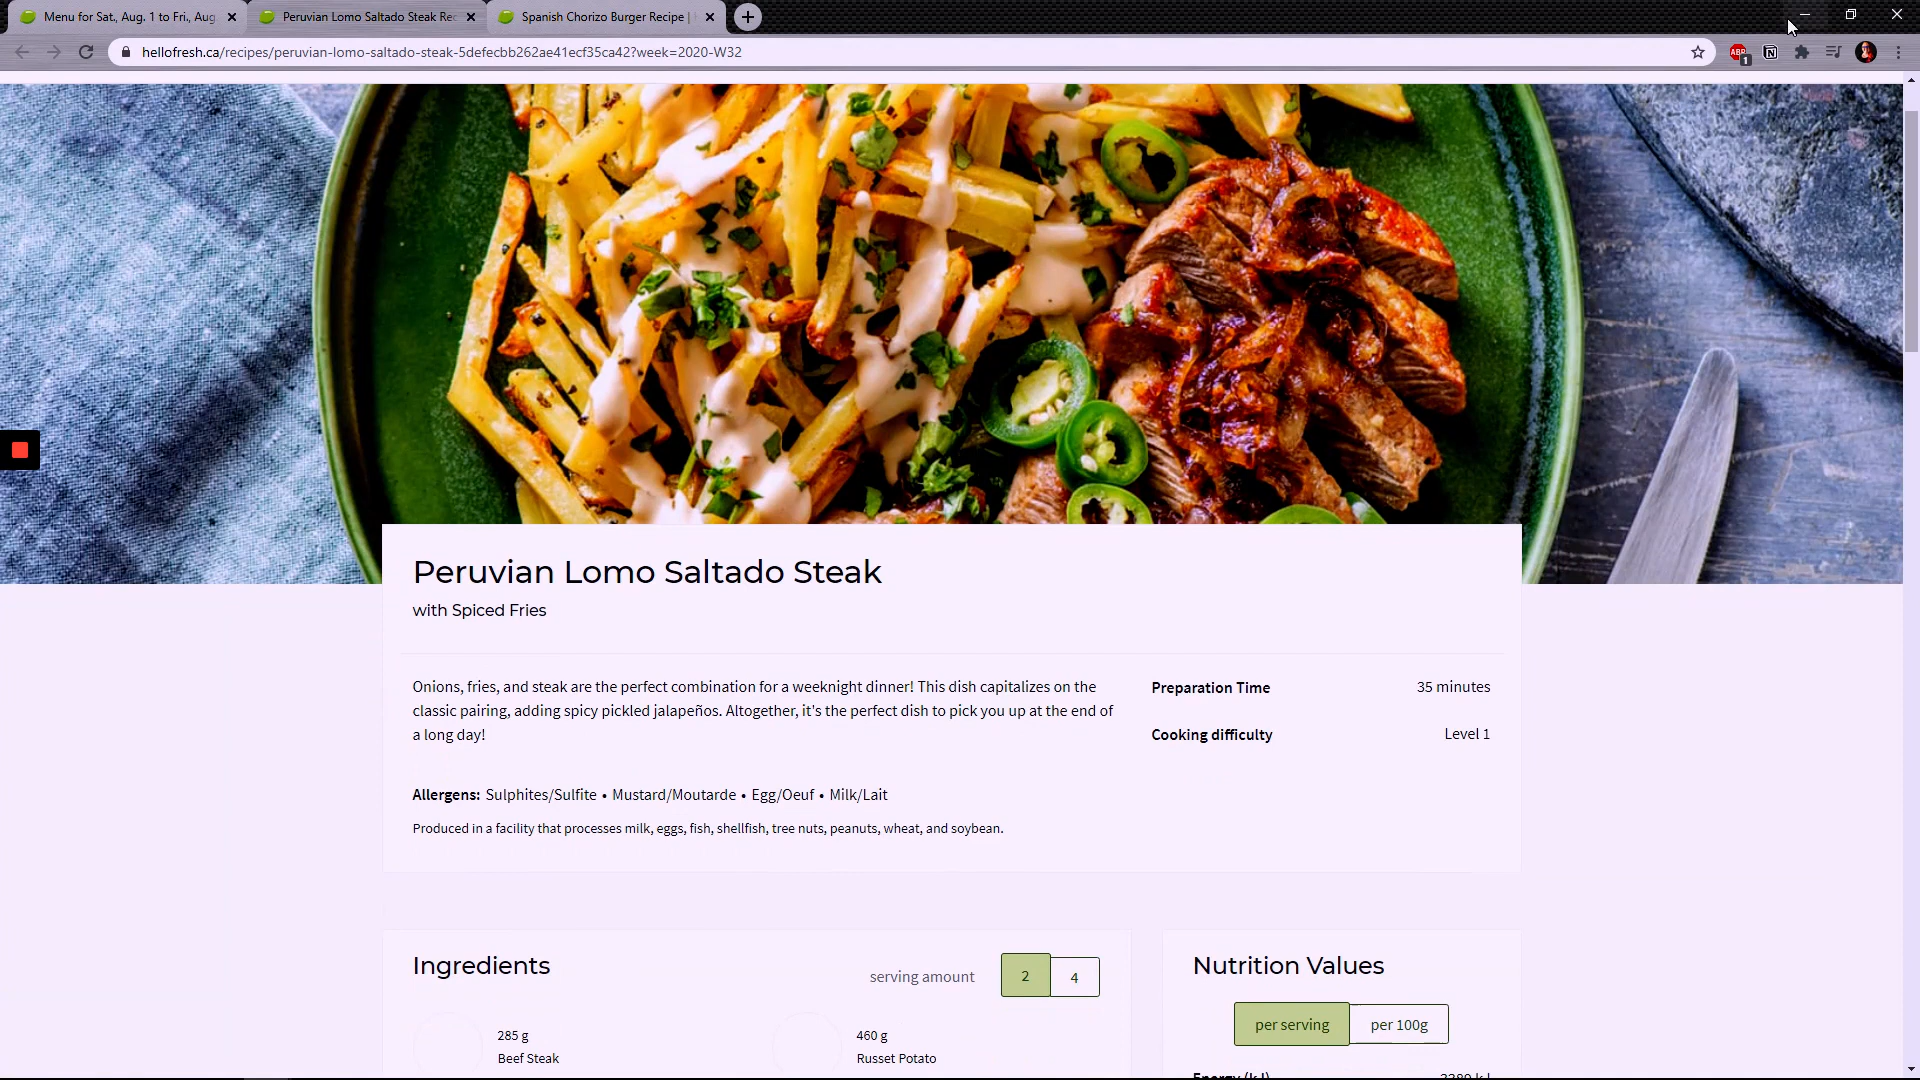 Menu for Sat., Aug. 1 to Fri., Aug
Peruvian Lomo Saltado Steak Rec
Spanish Chorizo Burger Recipe |
hellofresh.ca/recipes/peruvian-lomo-saltado-steak-5defecbb262ae41ecf35ca42?week=2020-W32
ABP
1
Peruvian Lomo Saltado Steak
with Spiced Fries
Onions, fries, and steak are the perfect combination for a weeknight dinner! This dish capitalizes on the
classic pairing, adding spicy pickled jalapeños. Altogether, it's the perfect dish to pick you up at the end of
a long day!
Preparation Time 35 minutes
Cooking difficulty Level 1
Allergens: Sulphites/Sulfite • Mustard/Moutarde • Egg/Oeuf • Milk/Lait
Produced in a facility that processes milk, eggs, fish, shellfish, tree nuts, peanuts, wheat, and soybean.
Ingredients
serving amount 2 4
285 g
Beef Steak
460 g
Russet Potato
Nutrition Values
per serving per 100g
Energy (kJ)